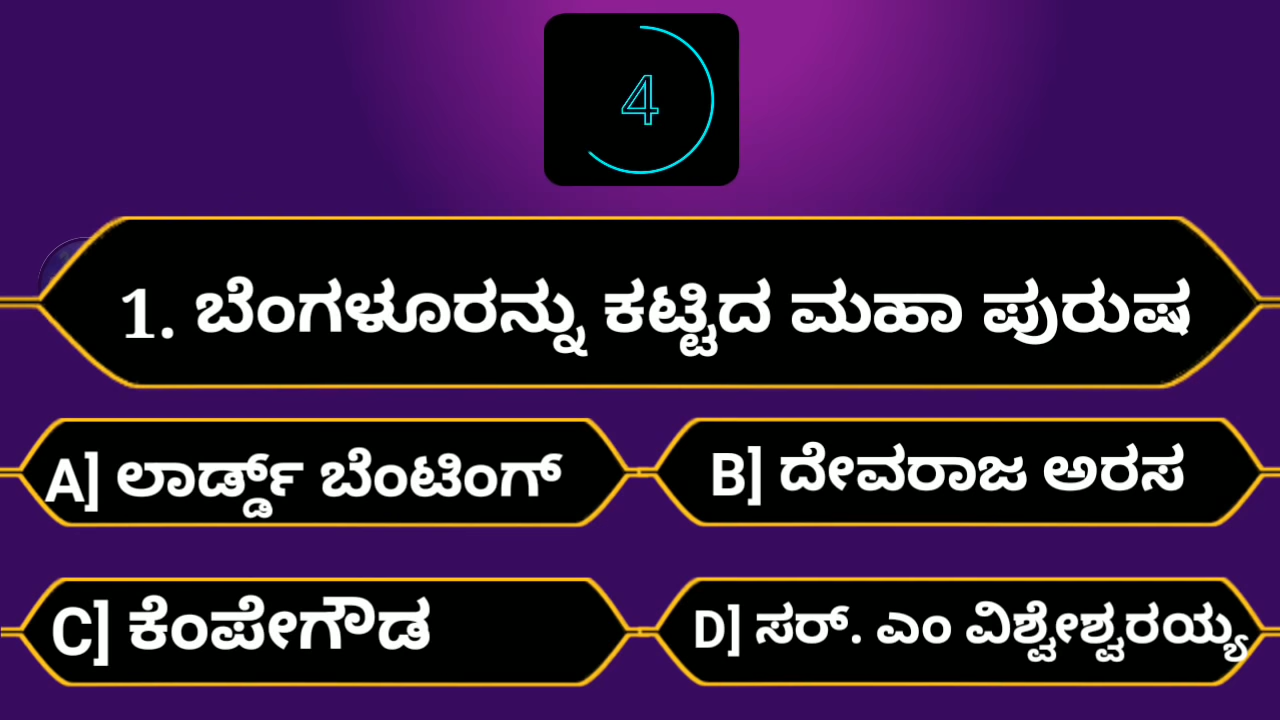 4
1. ಬೆಂಗಳೂರನ್ನು ಕಟ್ಟಿದ ಮಹಾ ಪುರುಷ
A] ಲಾರ್ಡ್ಡ್ ಬೆಂಟಿಂಗ್
B] ದೇವರಾಜ ಅರಸ
C] ಕೆಂಪೇಗೌಡ
D] ಸರ್. ಎಂ ವಿಶ್ವೇಶ್ವರಯ್ಯ